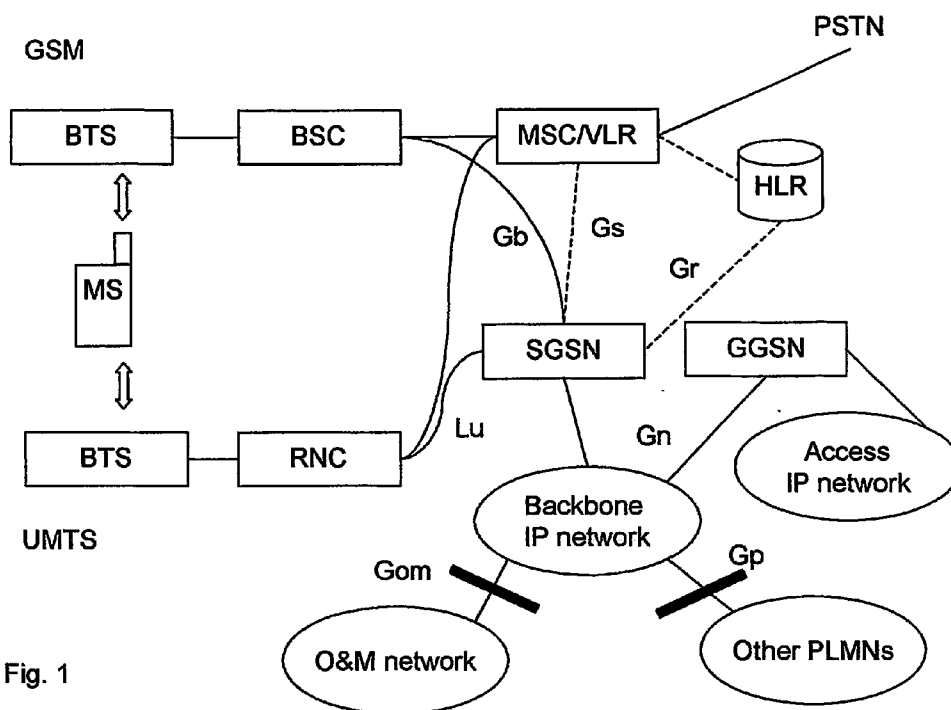 PSTN
GSM
BTS
BSC
MSC/VLR
HLR
Gb
Gs
Gr
MS
SGSN
GGSN
Lu
Gn
BTS
RNC
Access
IP network
Backbone
IP network
UMTS
Gom
Gp
O&M network
Other PLMNs
Fig. 1